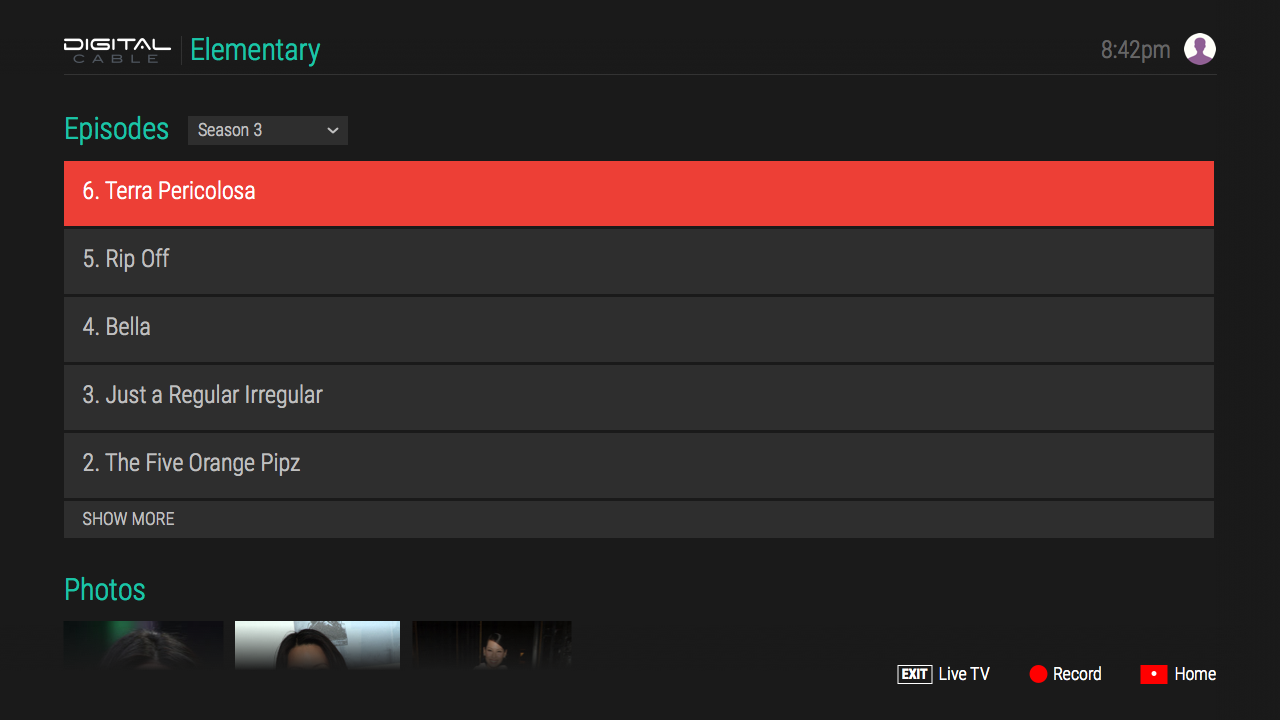 DIGITAL
CABLE
Elementary
8:42pm
Episodes
Season 3
6. Terra Pericolosa
5. Rip Off
4. Bella
3. Just a Regular Irregular
2. The Five Orange Pipz
SHOW MORE
Photos
EXIT Live TV
Record
Home